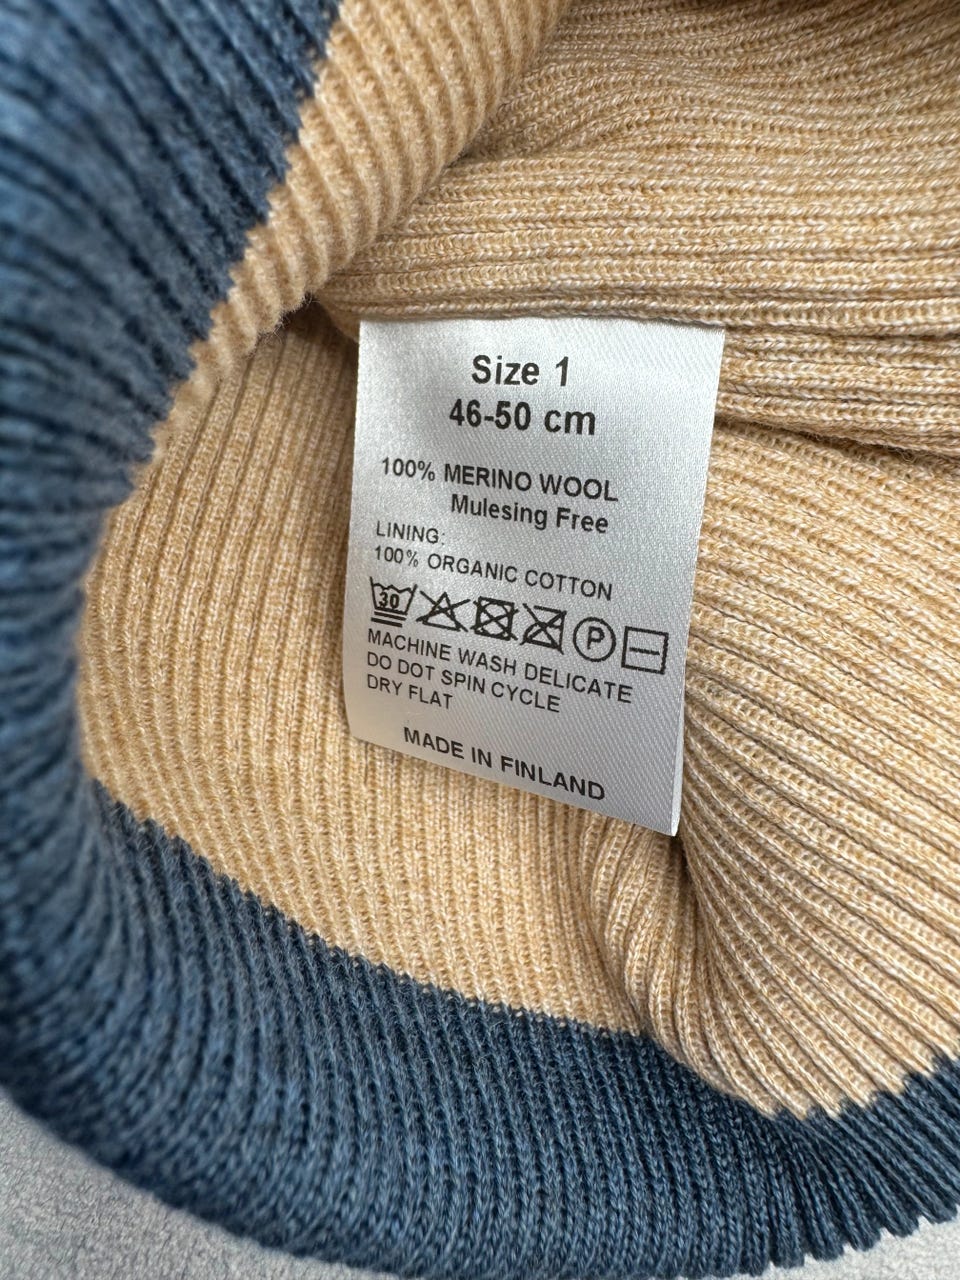 Size 1
46-50 cm
100% MERINO WOOL
Mulesing Free
LINING:
100% ORGANIC COTTON
30 P
MACHINE WASH DELICATE
DO DOT SPIN CYCLE
DRY FLAT
MADE IN FINLAND